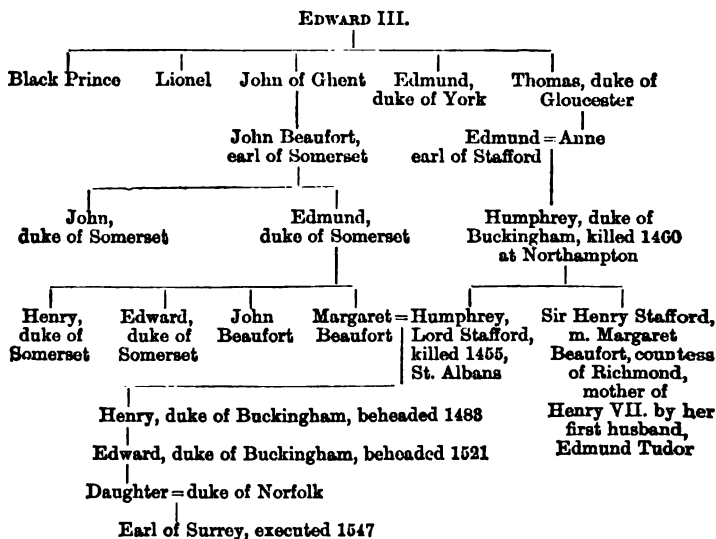 EDWARD III.
Black Prince
Lionel
John of Ghent
Edmund,
duke of York
Thomas, duke of
Gloucester
John Beaufort,
earl of Somerset
Edmund = Anne
earl of Stafford
John,
duke of Somerset
Edmund,
duke of Somerset
Humphrey, duke of
Buckingham, killed 1460
at Northampton
Henry,
duke of
Somerset
Edward,
duke of
Somerset
John
Beaufort
Margaret =
Beaufort
Humphrey,
Lord Stafford,
killed 1455,
St. Albans
Sir Henry Stafford,
m. Margaret
Beaufort, countess
of Richmond,
mother of
Henry VII. by her
first husband,
Edmund Tudor
Henry, duke of Buckingham, beheaded 1483
Edward, duke of Buckingham, beheaded 1521
Daughter = duke of Norfolk
Earl of Surrey, executed 1547